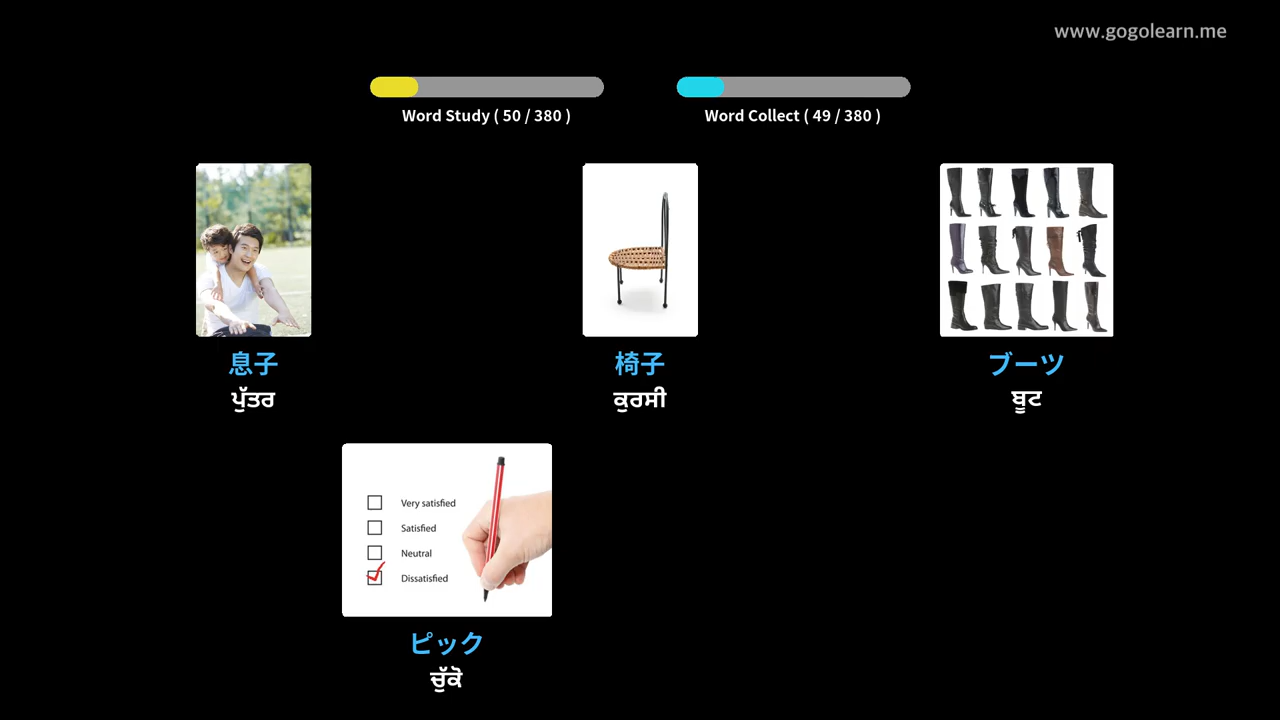 www.gogolearn.me
Word Study ( 50 / 380 )
Word Collect ( 49 / 380 )
息子
ਪੁੱਤਰ
椅子
ਕੁਰਸੀ
ブーツ
ਬੂਟ
Very satisfied
Satisfied
Neutral
Dissatisfied
ピック
ਚੁੱਕੋ